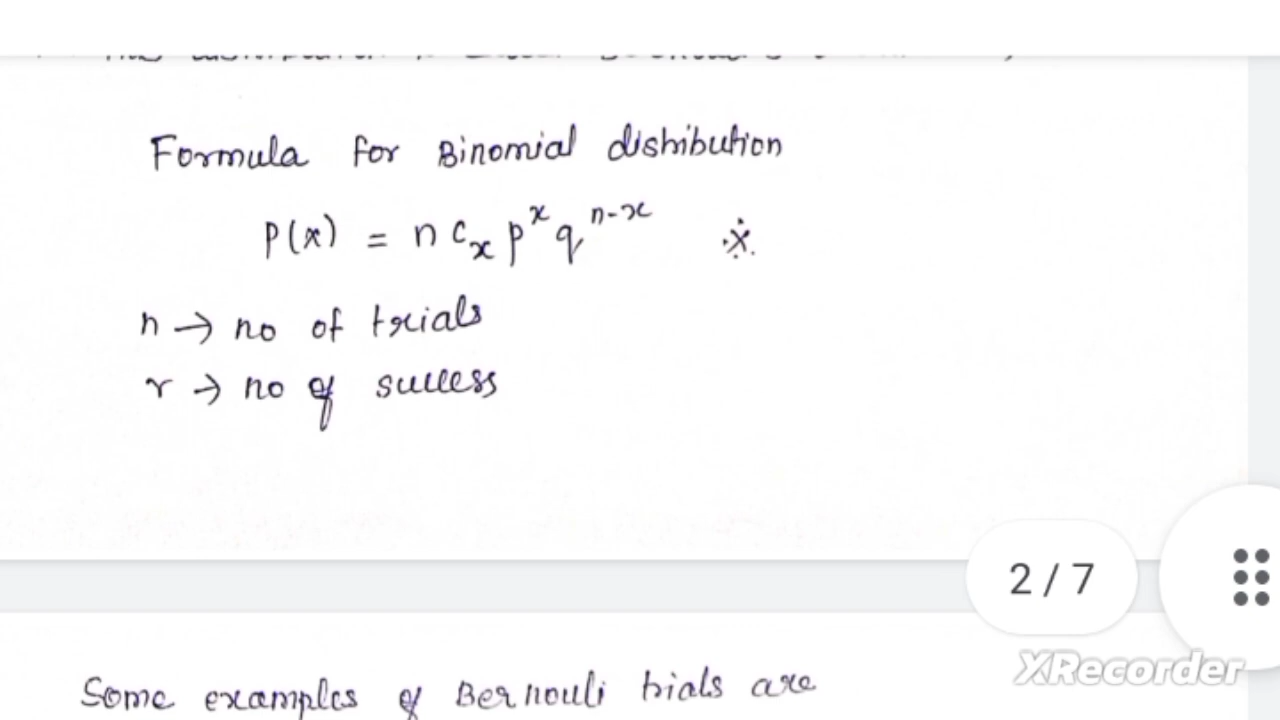 Formula for Binomial distribution
P(x) = n C_x p^x q^{n-x}
n → no of trials
r → no of success
2 / 7
XRecorder
Some examples of Bernouli trials are